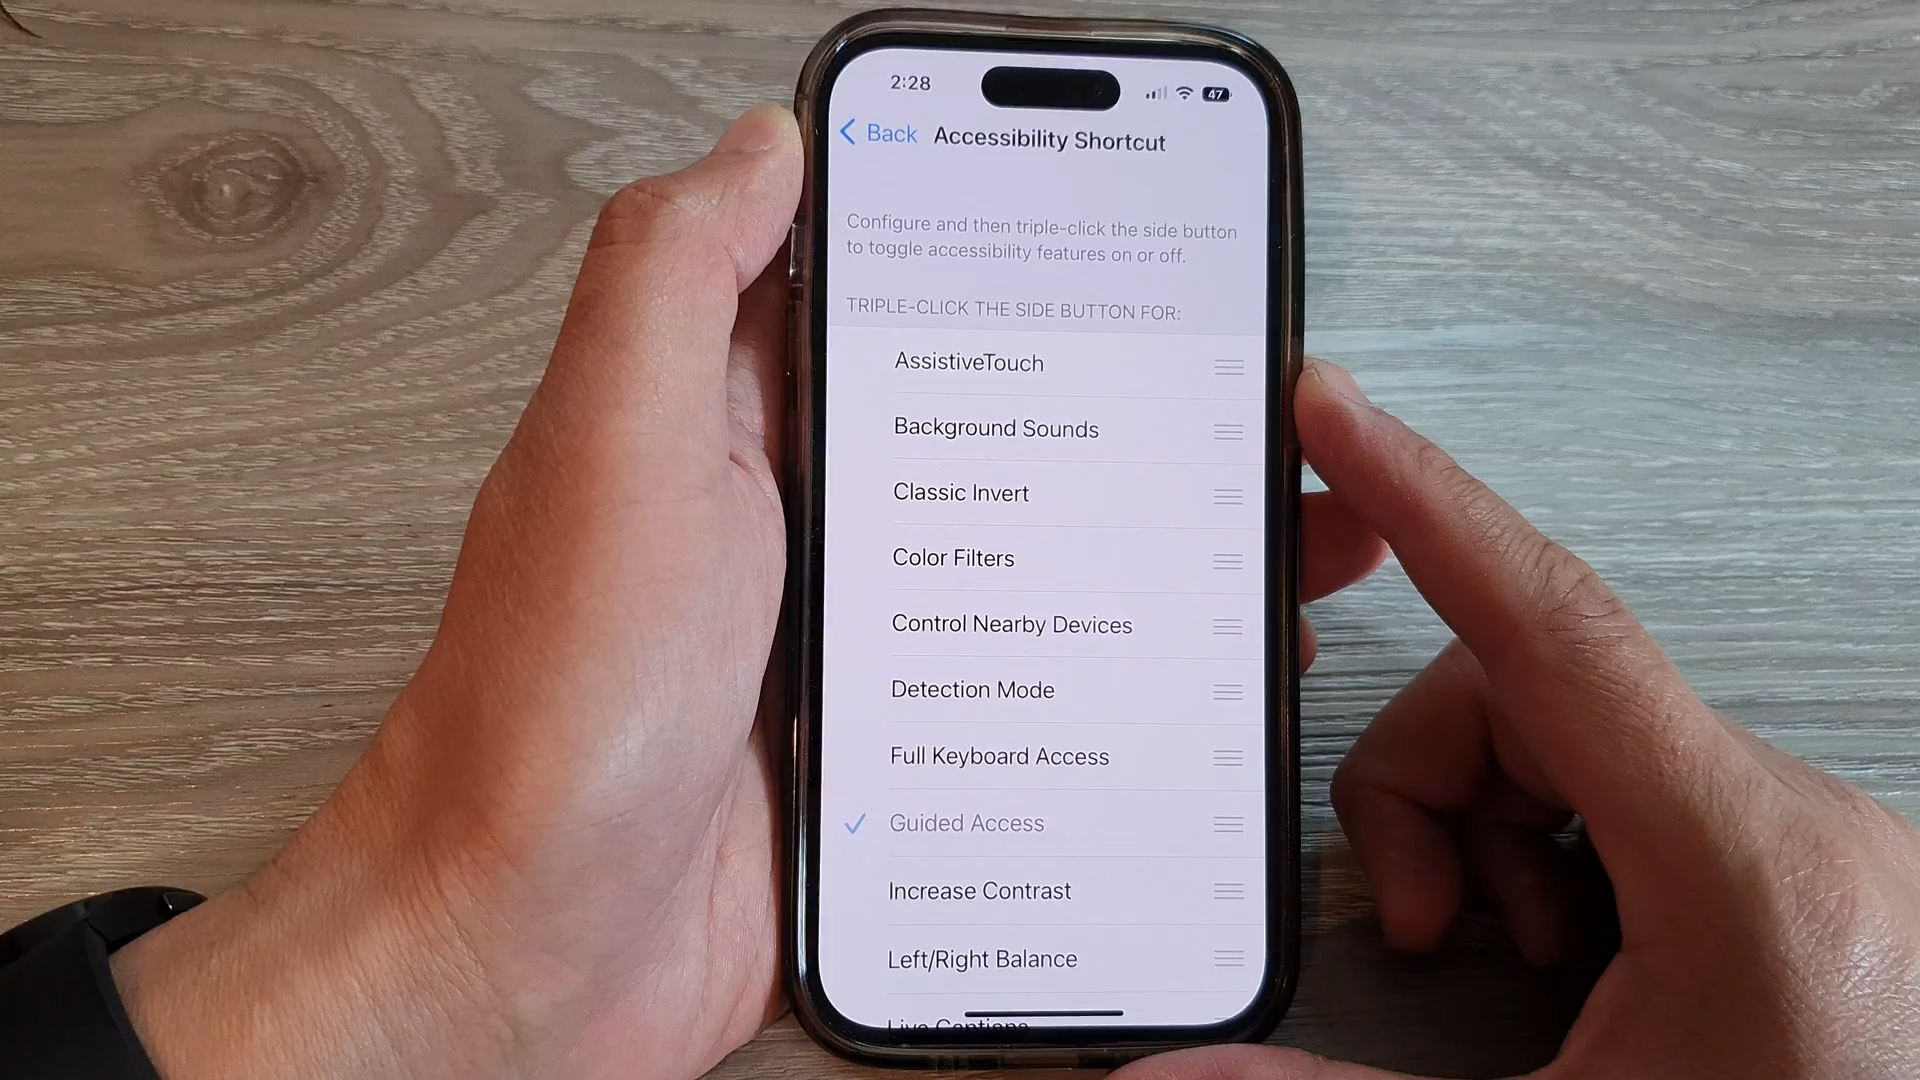 2:28
47
Back
Accessibility Shortcut
Configure and then triple-click the side button
to toggle accessibility features on or off.
TRIPLE-CLICK THE SIDE BUTTON FOR:
AssistiveTouch
Background Sounds
Classic Invert
Color Filters
Control Nearby Devices
Detection Mode
Full Keyboard Access
Guided Access
Increase Contrast
Left/Right Balance
Live Captions